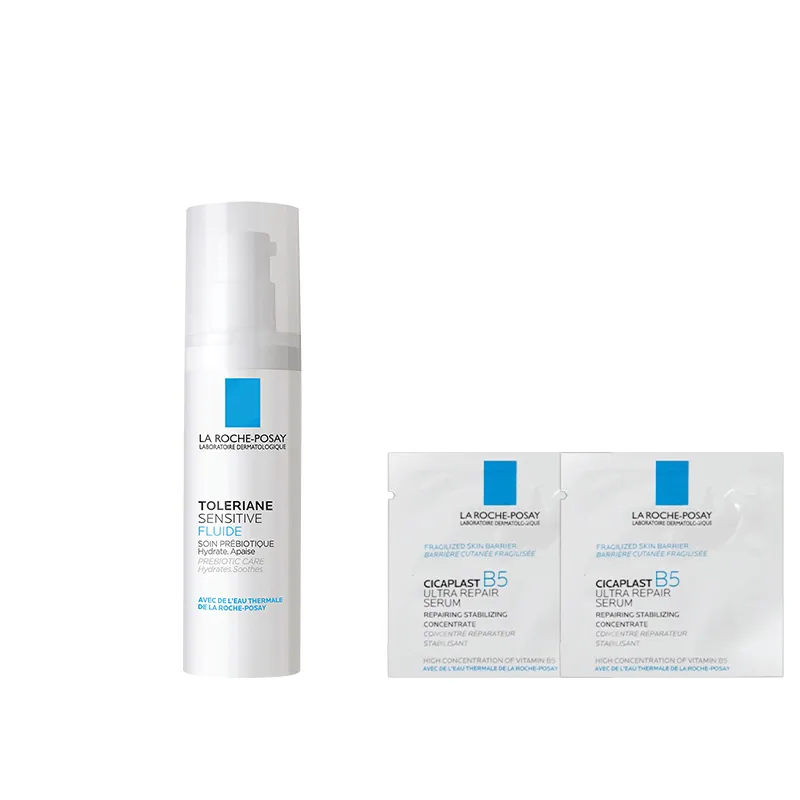 LA ROCHE-POSAY
LABORATOIRE DERMATOLOGIQUE
TOLERIANE
SENSITIVE
FLUIDE
SOIN PRÉBIOTIQUE
Hydrate. Apaise
PREBIOTIC CARE
Hydrates.Soothes.
AVEC DE L'EAU THERMALE
DE LA ROCHE-POSAY
LA ROCHE-POSAY
LABORATOIRE DERMATOLOGIQUE
FRAGILIZED SKIN BARRIER
BARRIÈRE CUTANÉE FRAGILISÉE
CICAPLAST B5
ULTRA REPAIR
SERUM
REPAIRING STABILIZING
CONCENTRATE
CONCENTRÉ RÉPARATEUR
STABILISANT
HIGH CONCENTRATION OF VITAMIN B5
AVEC DE L'EAU THERMALE DE LA ROCHE-POSAY
LA ROCHE-POSAY
LABORATOIRE DERMATOLOGIQUE
FRAGILIZED SKIN BARRIER
BARRIÈRE CUTANÉE FRAGILISÉE
CICAPLAST B5
ULTRA REPAIR
SERUM
REPAIRING STABILIZING
CONCENTRATE
CONCENTRÉ RÉPARATEUR
STABILISANT
HIGH CONCENTRATION OF VITAMIN B5
AVEC DE L'EAU THERMALE DE LA ROCHE-POSAY